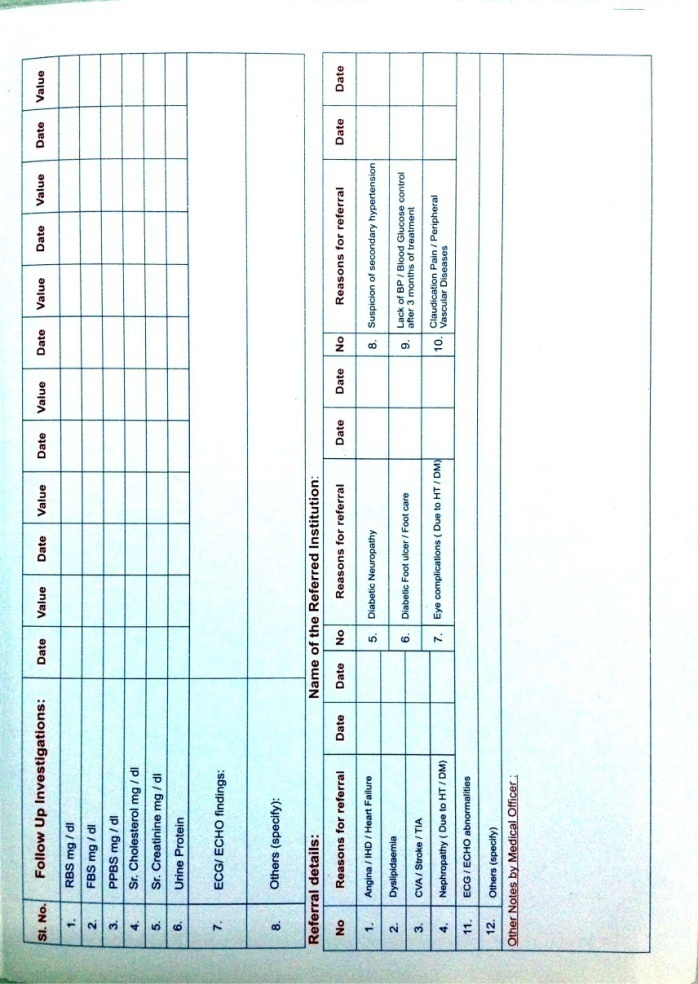 Sl. No. Follow Up Investigations: Date Value Date Value Date Value Date Value Date Value Date Value
1. RBS mg / dl
2. FBS mg / dl
3. PPBS mg / dl
4. Sr. Cholesterol mg / dl
5. Sr. Creatinine mg / dl
6. Urine Protein
7. ECG/ ECHO findings:
8. Others (specify):
Referral details: Name of the Referred Institution:
No Reasons for referral Date Date No Reasons for referral Date Date No Reasons for referral Date Date
1. Angina / IHD / Heart Failure 5. Diabetic Neuropathy 8. Suspicion of secondary hypertension
2. Dyslipidaemia 6. Diabetic Foot ulcer / Foot care 9. Lack of BP / Blood Glucose control
after 3 months of treatment
3. CVA / Stroke / TIA
4. Nephropathy ( Due to HT / DM) 7. Eye complications ( Due to HT / DM) 10. Claudication Pain / Peripheral
Vascular Diseases
11. ECG / ECHO abnormalities
12. Others (specify)
Other Notes by Medical Officer :